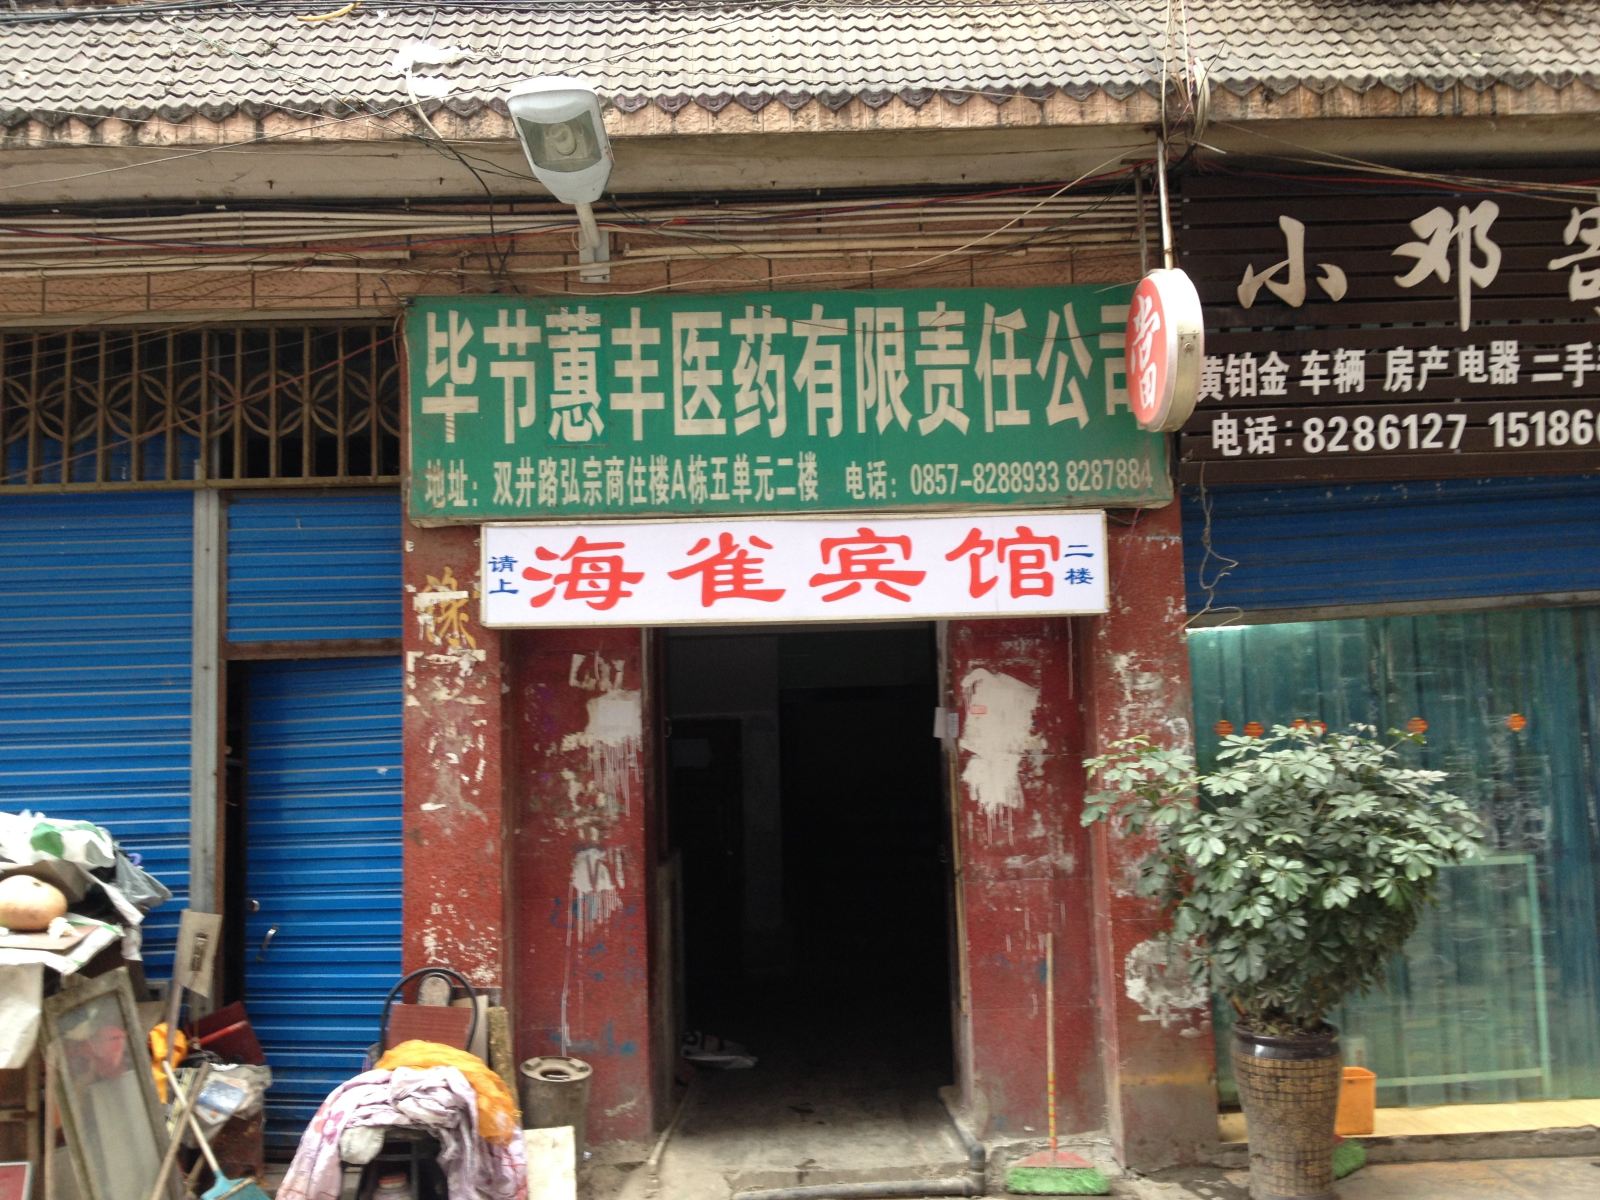 毕节蕙丰医药有限责任公司
地址：双井路弘宗商住楼A栋五单元二楼 电话：0857-8288933 8287884
请上 海雀宾馆 二楼
當
小邓
黄铂金 车辆 房产 电器 二手
电话：8286127 15186